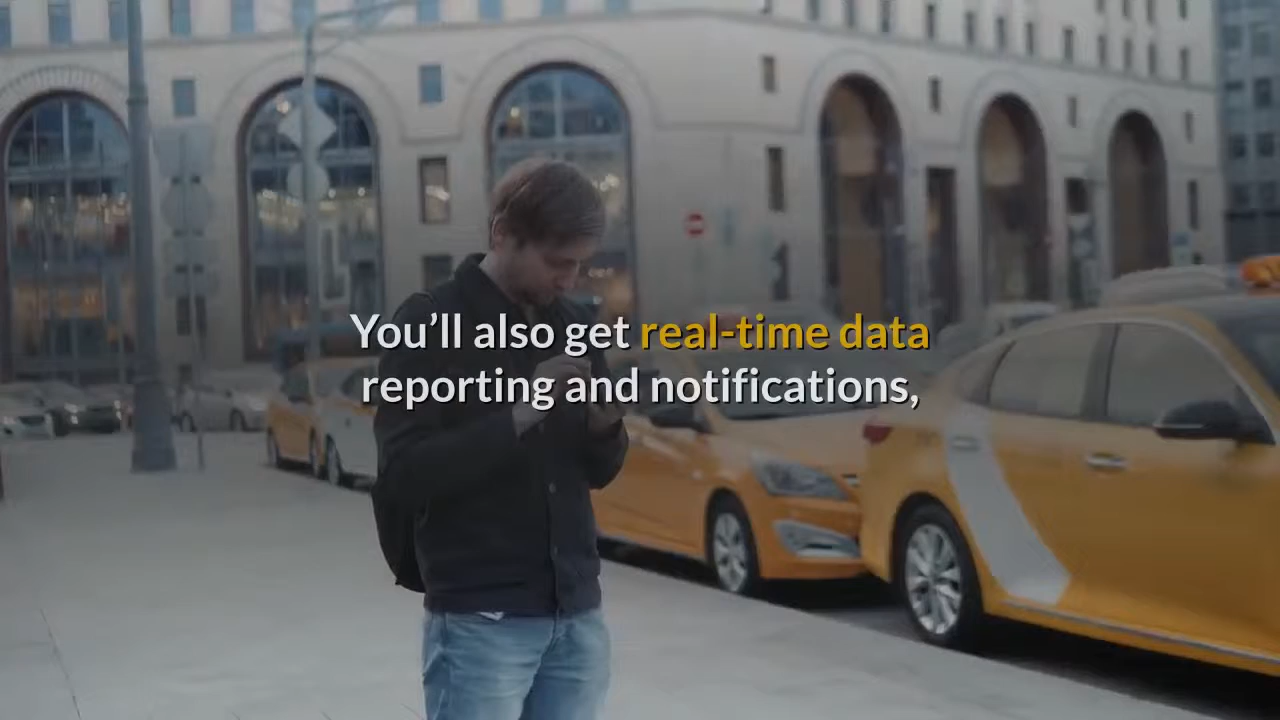 You’ll also get real-time data
reporting and notifications,